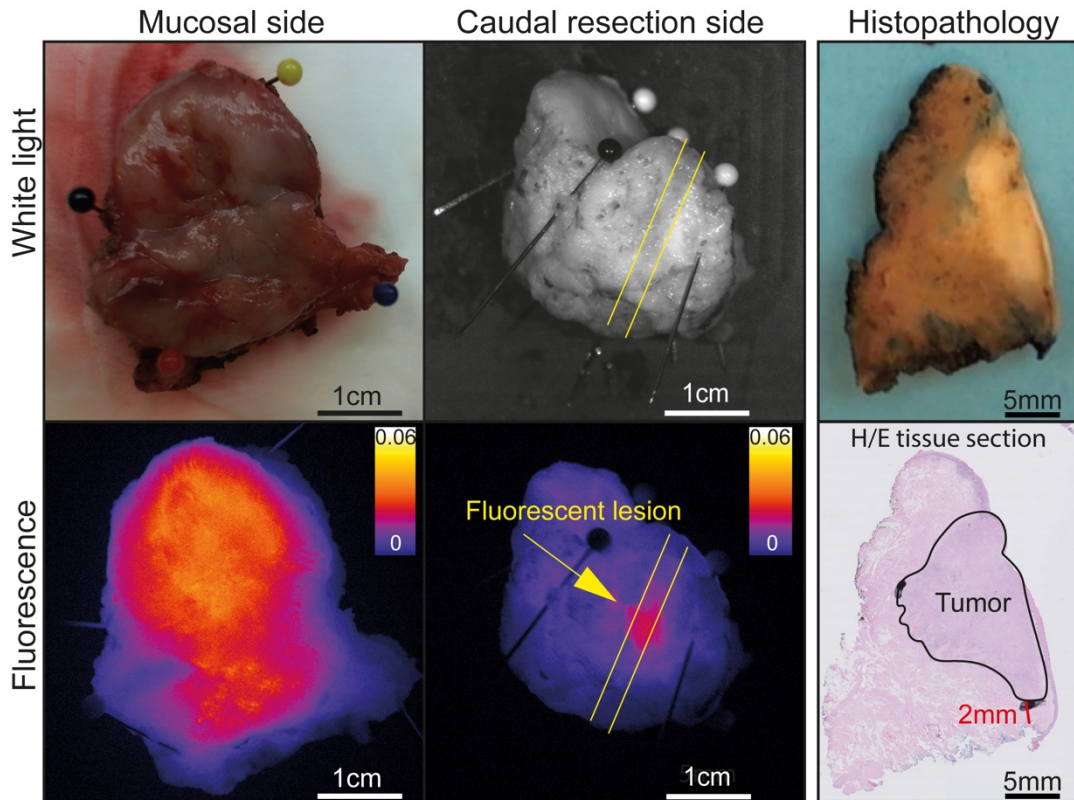 Mucosal side
Caudal resection side
Histopathology
White light
1cm
1cm
5mm
Fluorescence
0.06
0
1cm
0.06
0
Fluorescent lesion
1cm
H/E tissue section
Tumor
2mm
5mm